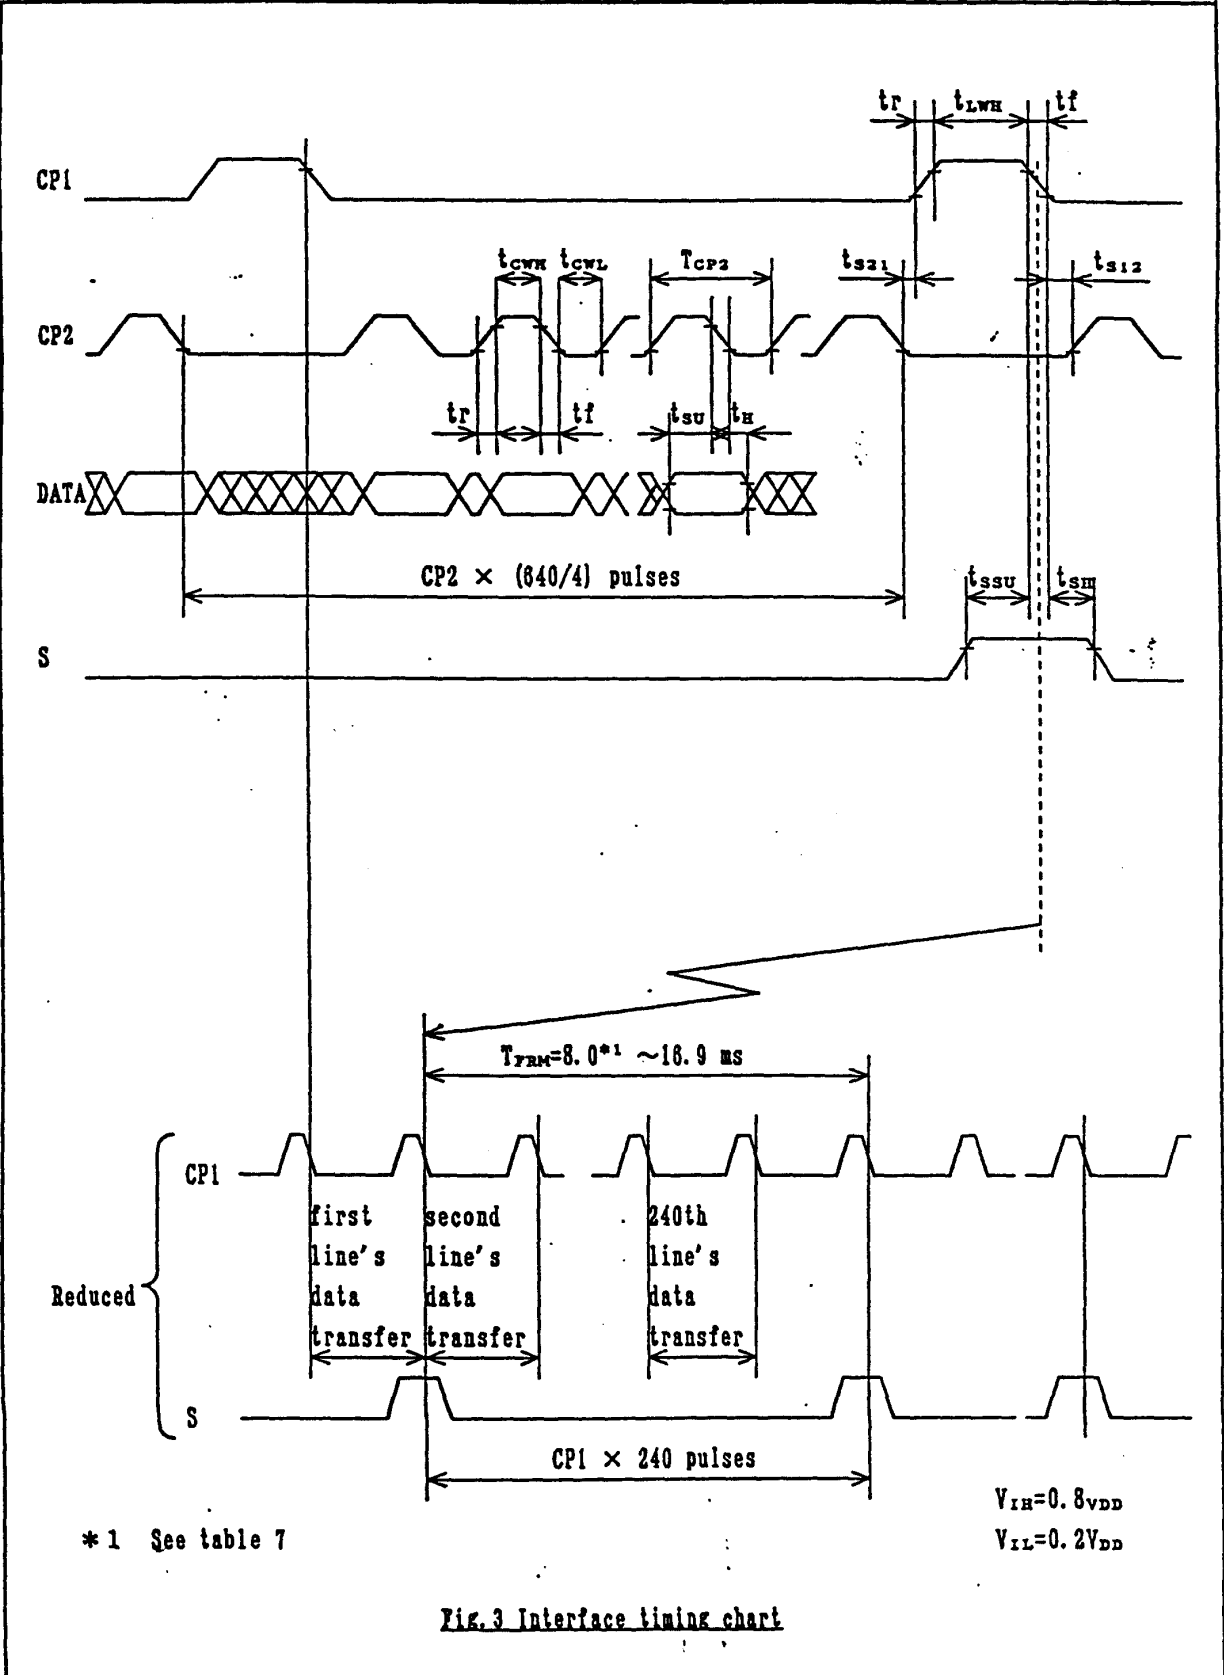 tr tLWH tf
CP1
tCWH tCWL TCP2 tS21 tS12
CP2
tr tf tSU tH
DATA
CP2 × (640/4) pulses
tSSU tSH
S
TFRM=8.0*1 ~16.9 ms
CP1
first second 240th
line's line's line's
Reduced
data data data
transfer transfer transfer
S
CP1 × 240 pulses
VIH=0.8VDD
*1 See table 7
VIL=0.2VDD
Fig.3 Interface timing chart